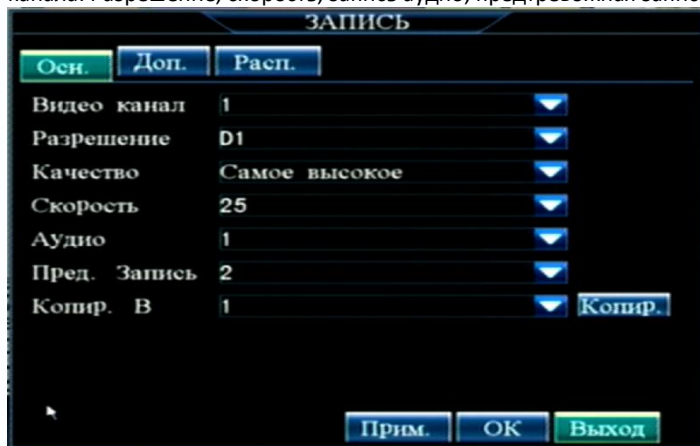 ЗАПИСЬ
Осн. Доп. Расп.
Видео канал 1
Разрешение D1
Качество Самое высокое
Скорость 25
Аудио 1
Пред. Запись 2
Копир. В 1 Копир.
Прим. OK Выход